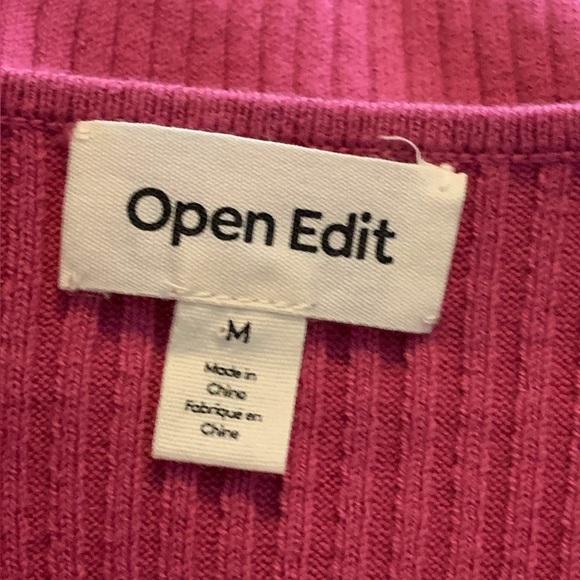 Open Edit
M
Made in
China
Fabriqué en
Chine